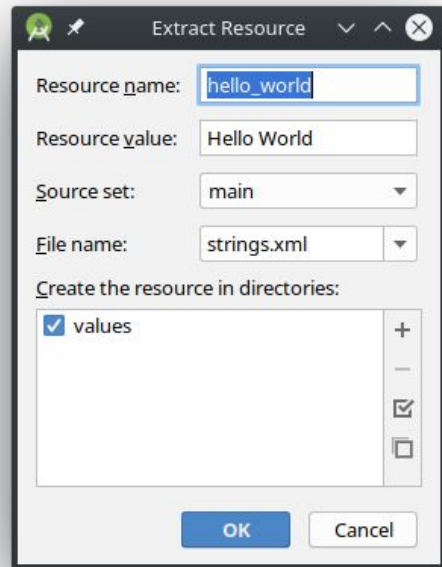 Extract Resource
Resource name: hello_world
Resource value: Hello World
Source set: main
File name: strings.xml
Create the resource in directories:
values
OK Cancel